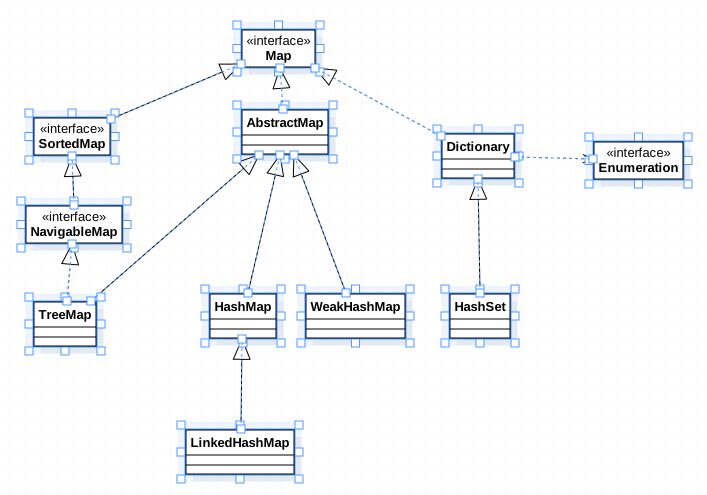 «interface»
Map
AbstractMap
«interface»
SortedMap
Dictionary
«interface»
Enumeration
«interface»
NavigableMap
TreeMap
HashMap
WeakHashMap
HashSet
LinkedHashMap